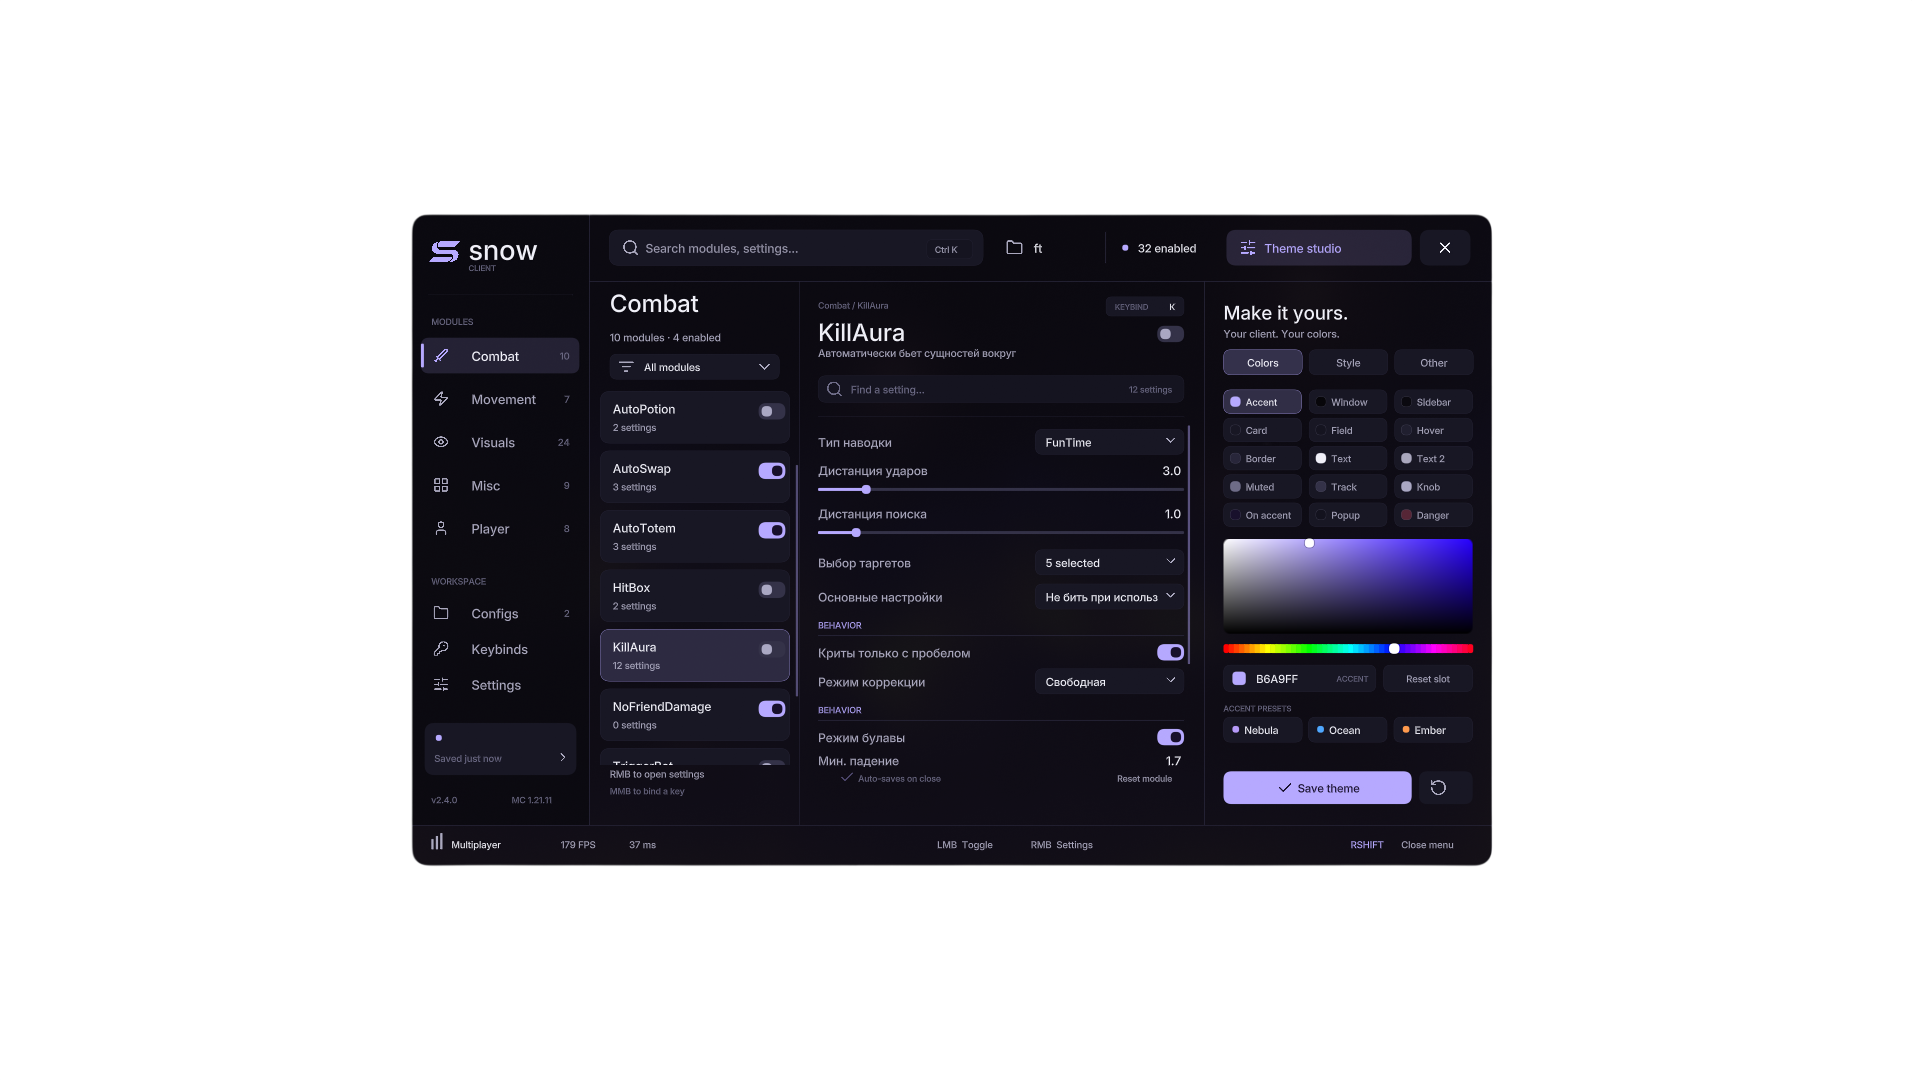 snow
CLIENT
MODULES
Combat 10
Movement 7
Visuals 24
Misc 9
Player 8
WORKSPACE
Configs 2
Keybinds
Settings
Saved just now
v2.4.0 MC 1.21.11
Search modules, settings... Ctrl K
ft
32 enabled
Theme studio
Combat
10 modules · 4 enabled
All modules
AutoPotion
2 settings
AutoSwap
3 settings
AutoTotem
3 settings
HitBox
2 settings
KillAura
12 settings
NoFriendDamage
0 settings
TriggerBot
RMB to open settings
MMB to bind a key
Combat / KillAura
KEYBIND K
KillAura
Автоматически бьет сущностей вокруг
Find a setting... 12 settings
Тип наводки FunTime
Дистанция ударов 3.0
Дистанция поиска 1.0
Выбор таргетов 5 selected
Основные настройки Не бить при использ
BEHAVIOR
Криты только с пробелом
Режим коррекции Свободная
BEHAVIOR
Режим булавы
Мин. падение 1.7
Auto-saves on close Reset module
Make it yours.
Your client. Your colors.
Colors Style Other
Accent Window Sidebar
Card Field Hover
Border Text Text 2
Muted Track Knob
On accent Popup Danger
B6A9FF ACCENT Reset slot
ACCENT PRESETS
Nebula Ocean Ember
Save theme
Multiplayer 179 FPS 37 ms LMB Toggle RMB Settings RSHIFT Close menu